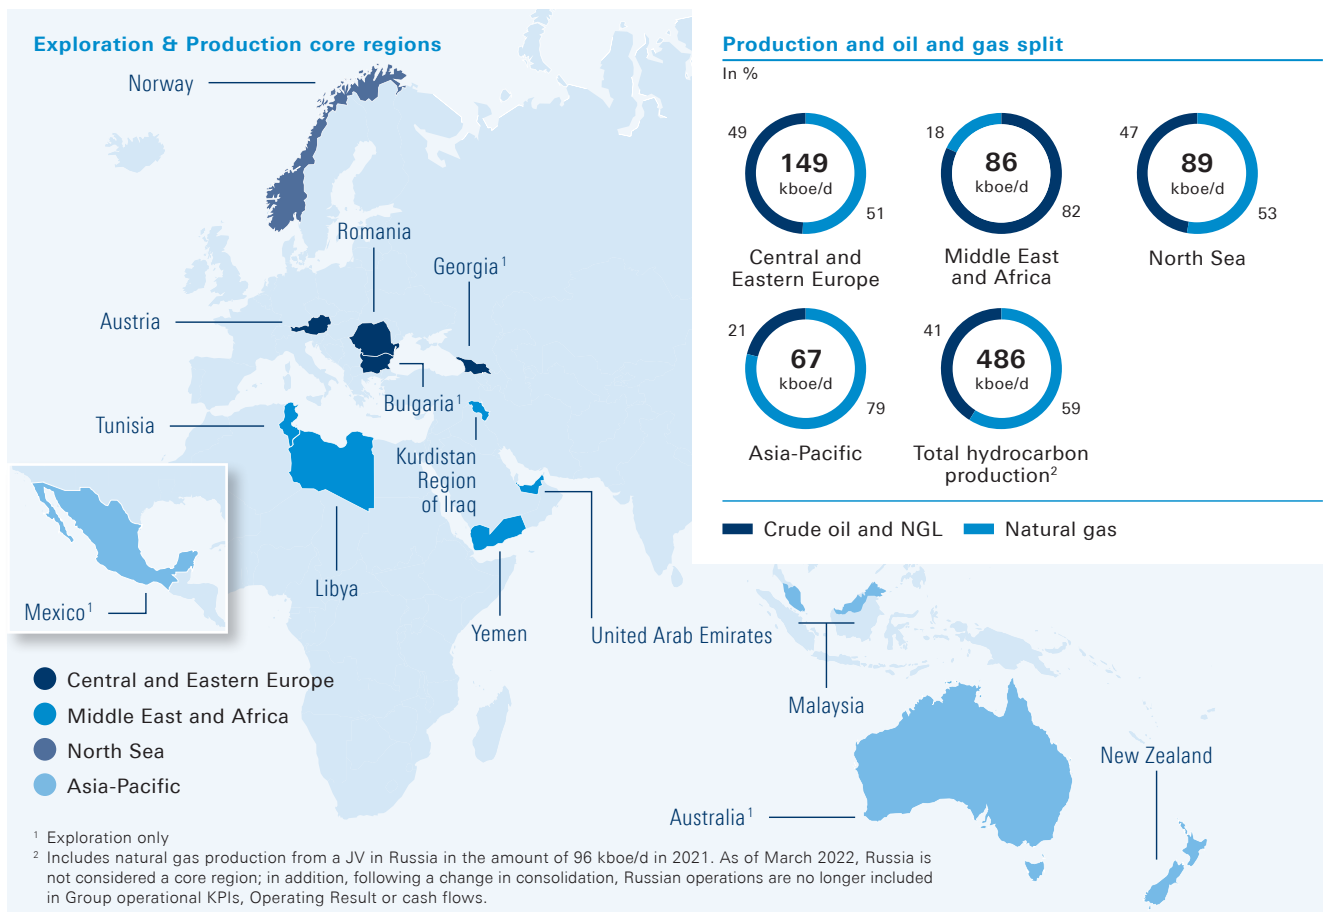 Exploration & Production core regions
Norway
Romania
Georgia¹
Austria
Bulgaria¹
Tunisia
Kurdistan
Region
of Iraq
Libya
Mexico¹
Yemen
United Arab Emirates
Malaysia
New Zealand
Australia¹
Central and Eastern Europe
Middle East and Africa
North Sea
Asia-Pacific
¹ Exploration only
² Includes natural gas production from a JV in Russia in the amount of 96 kboe/d in 2021. As of March 2022, Russia is
not considered a core region; in addition, following a change in consolidation, Russian operations are no longer included
in Group operational KPIs, Operating Result or cash flows.
Production and oil and gas split
In %
49
149
kboe/d
51
Central and
Eastern Europe
18
86
kboe/d
82
Middle East
and Africa
47
89
kboe/d
53
North Sea
21
67
kboe/d
79
Asia-Pacific
41
486
kboe/d
59
Total hydrocarbon
production²
Crude oil and NGL
Natural gas